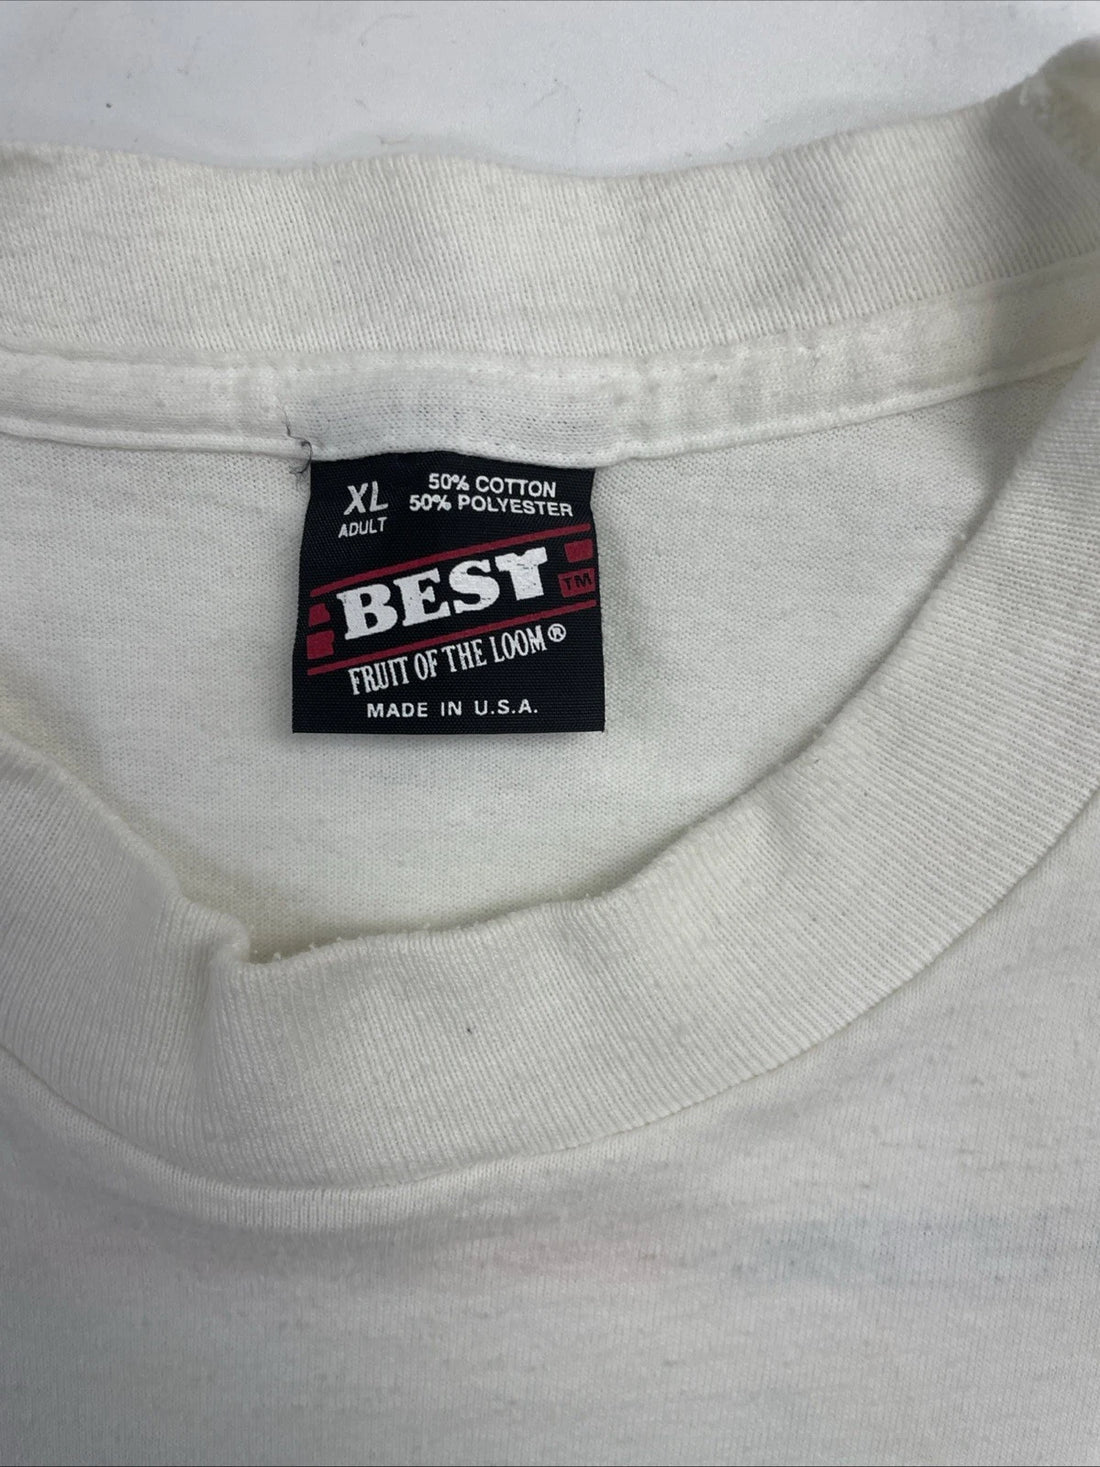 XL
ADULT
50% COTTON
50% POLYESTER
BEST
TM
FRUIT OF THE LOOM®
MADE IN U.S.A.